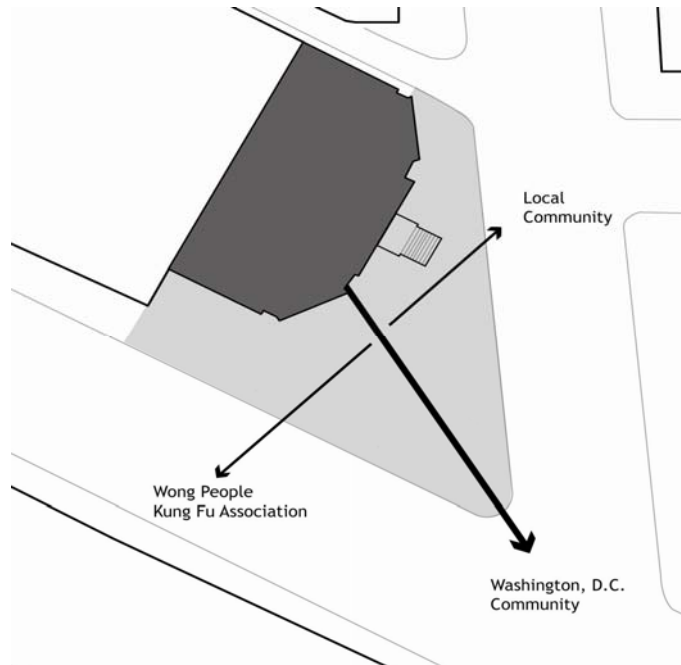 Local
Community
Wong People
Kung Fu Association
Washington, D.C.
Community